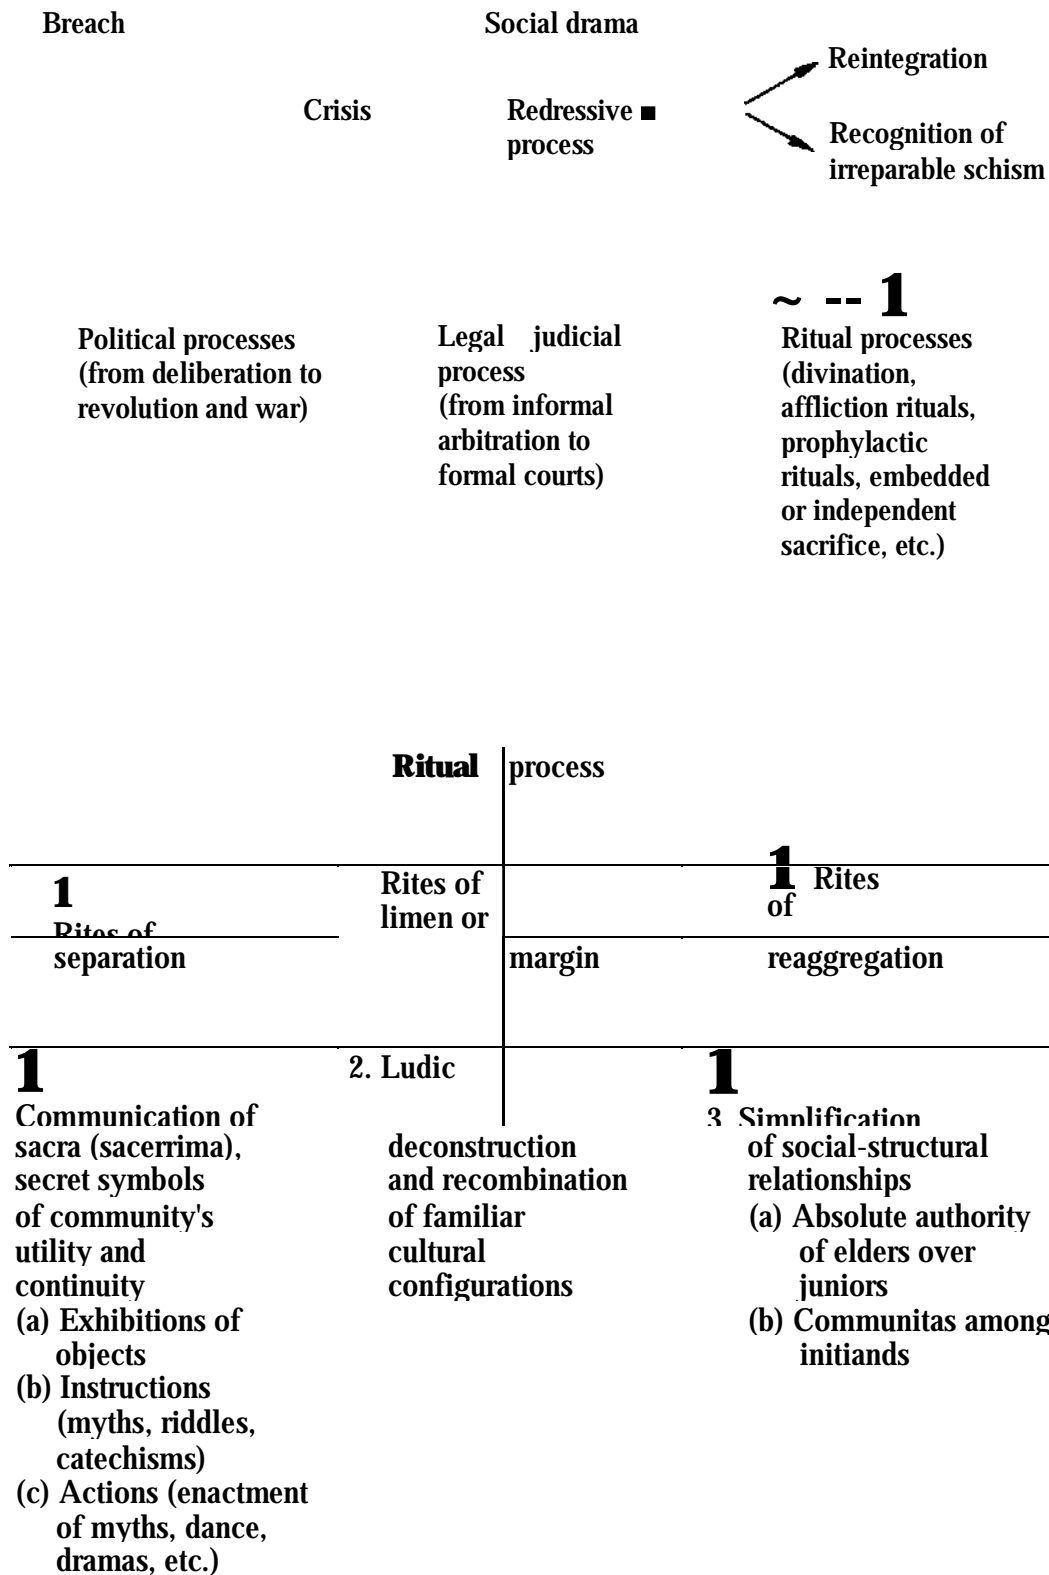 Breach
Social drama
Reintegration
Crisis
Redressive ■
process
Recognition of
irreparable schism
~ -- 1
Political processes
(from deliberation to
revolution and war)
Legal judicial
process
(from informal
arbitration to
formal courts)
Ritual processes
(divination,
affliction rituals,
prophylactic
rituals, embedded
or independent
sacrifice, etc.)
Ritual process
1
Rites of
separation
Rites of
limen or
margin
1 Rites
of
reaggregation
1
Communication of
sacra (sacerrima),
secret symbols
of community's
utility and
continuity
(a) Exhibitions of
objects
(b) Instructions
(myths, riddles,
catechisms)
(c) Actions (enactment
of myths, dance,
dramas, etc.)
2. Ludic
deconstruction
and recombination
of familiar
cultural
configurations
1
3. Simplification
of social-structural
relationships
(a) Absolute authority
of elders over
juniors
(b) Communitas among
initiands